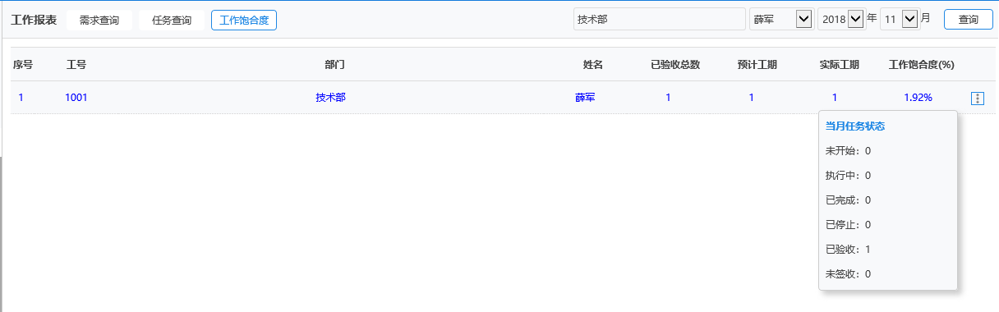 工作报表 需求查询 任务查询 工作饱合度 技术部 薛军 2018 年 11 月 查询
序号 工号 部门 姓名 已验收总数 预计工期 实际工期 工作饱合度(%)
1 1001 技术部 薛军 1 1 1 1.92%
当月任务状态
未开始：0
执行中：0
已完成：0
已停止：0
已验收：1
未签收：0